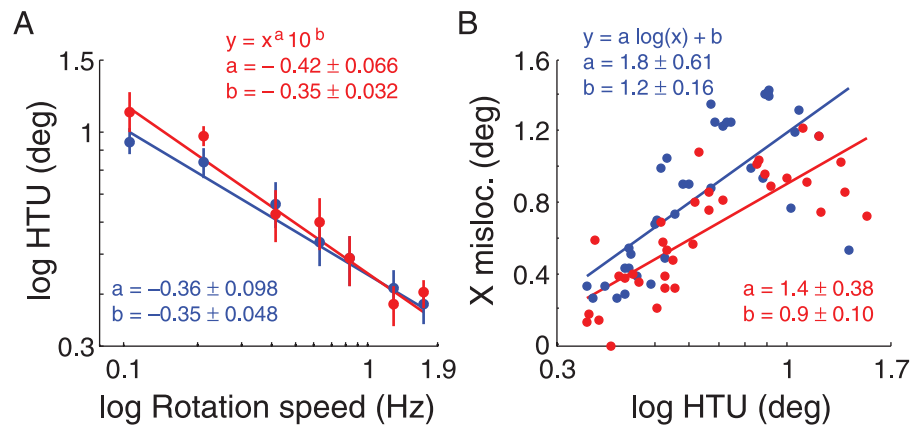 A
y = x^a 10^b
a = − 0.42 ± 0.066
b = − 0.35 ± 0.032
a = −0.36 ± 0.098
b = −0.35 ± 0.048
1.5
1
0.3
log HTU (deg)
0.1
1
1.9
log Rotation speed (Hz)
B
y = a log(x) + b
a = 1.8 ± 0.61
b = 1.2 ± 0.16
a = 1.4 ± 0.38
b = 0.9 ± 0.10
1.6
1.2
0.8
0.4
0
X misloc. (deg)
0.3
1
1.7
log HTU (deg)